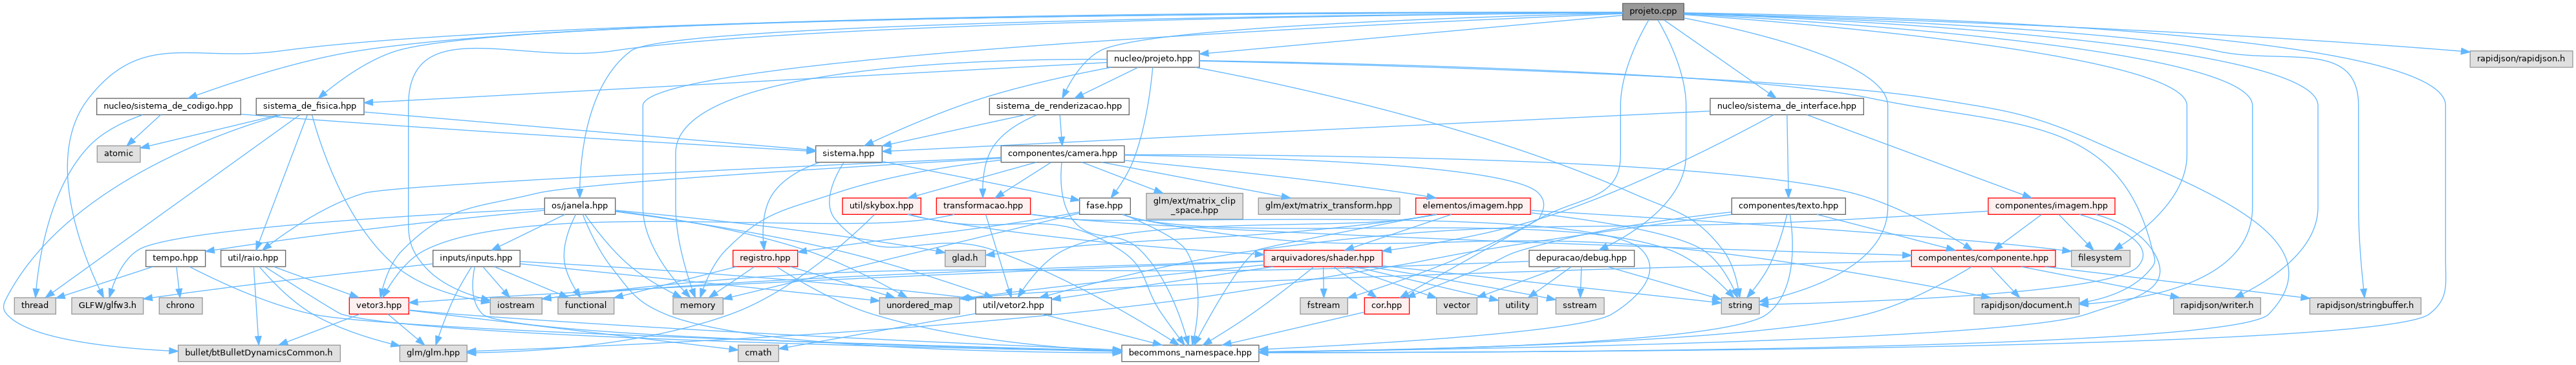 projeto.cpp
nucleo/projeto.hpp
rapidjson/rapidjson.h
nucleo/sistema_de_codigo.hpp
sistema_de_fisica.hpp
sistema_de_renderizacao.hpp
nucleo/sistema_de_interface.hpp
atomic
sistema.hpp
componentes/camera.hpp
os/janela.hpp
util/skybox.hpp
transformacao.hpp
fase.hpp
glm/ext/matrix_clip
_space.hpp
glm/ext/matrix_transform.hpp
elementos/imagem.hpp
componentes/texto.hpp
componentes/imagem.hpp
tempo.hpp
util/raio.hpp
inputs/inputs.hpp
registro.hpp
glad.h
arquivadores/shader.hpp
depuracao/debug.hpp
componentes/componente.hpp
filesystem
thread
GLFW/glfw3.h
chrono
vetor3.hpp
iostream
functional
memory
unordered_map
util/vetor2.hpp
fstream
cor.hpp
vector
utility
sstream
string
rapidjson/document.h
rapidjson/writer.h
rapidjson/stringbuffer.h
bullet/btBulletDynamicsCommon.h
glm/glm.hpp
cmath
becommons_namespace.hpp